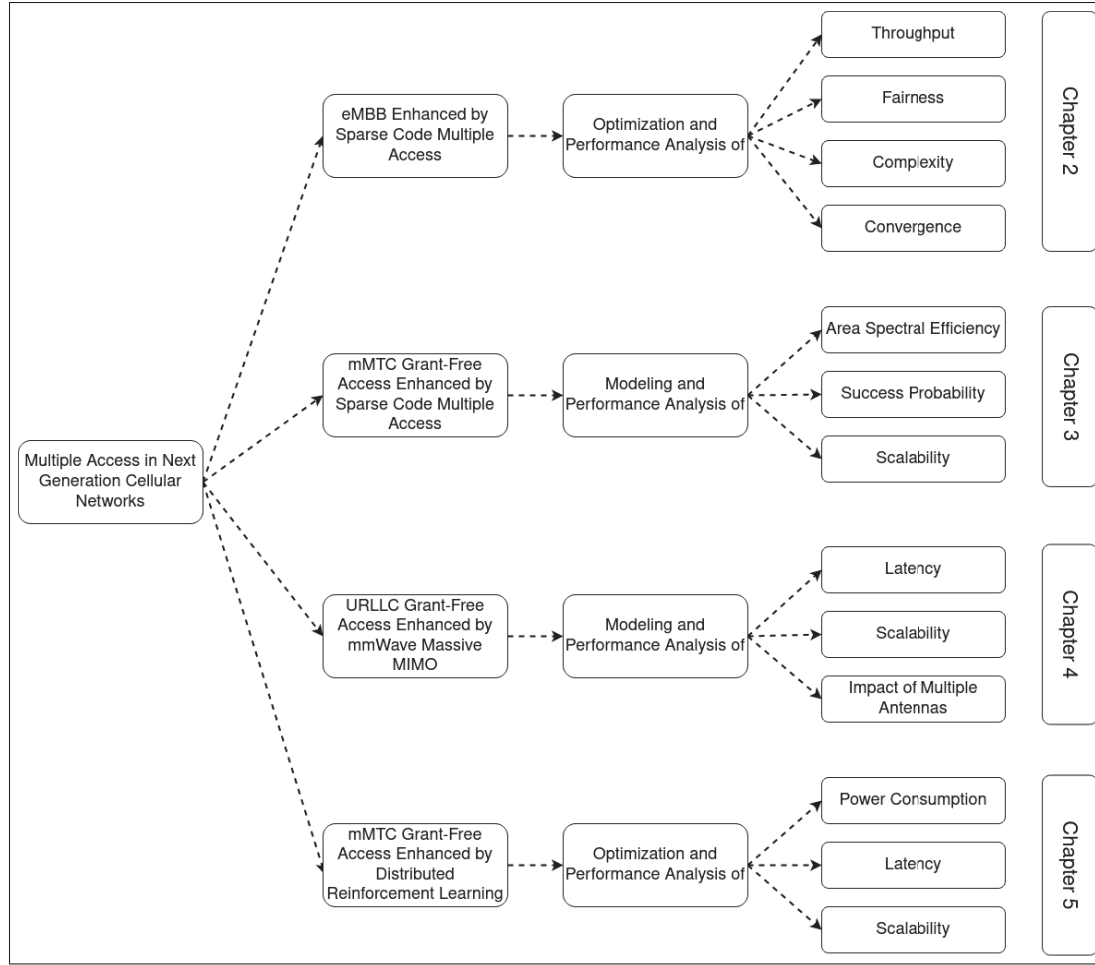 Multiple Access in Next
Generation Cellular
Networks
eMBB Enhanced by
Sparse Code Multiple
Access
Optimization and
Performance Analysis of
Throughput
Fairness
Complexity
Convergence
Chapter 2
mMTC Grant-Free
Access Enhanced by
Sparse Code Multiple
Access
Modeling and
Performance Analysis of
Area Spectral Efficiency
Success Probability
Scalability
Chapter 3
URLLC Grant-Free
Access Enhanced by
mmWave Massive
MIMO
Modeling and
Performance Analysis of
Latency
Scalability
Impact of Multiple
Antennas
Chapter 4
mMTC Grant-Free
Access Enhanced by
Distributed
Reinforcement Learning
Optimization and
Performance Analysis of
Power Consumption
Latency
Scalability
Chapter 5